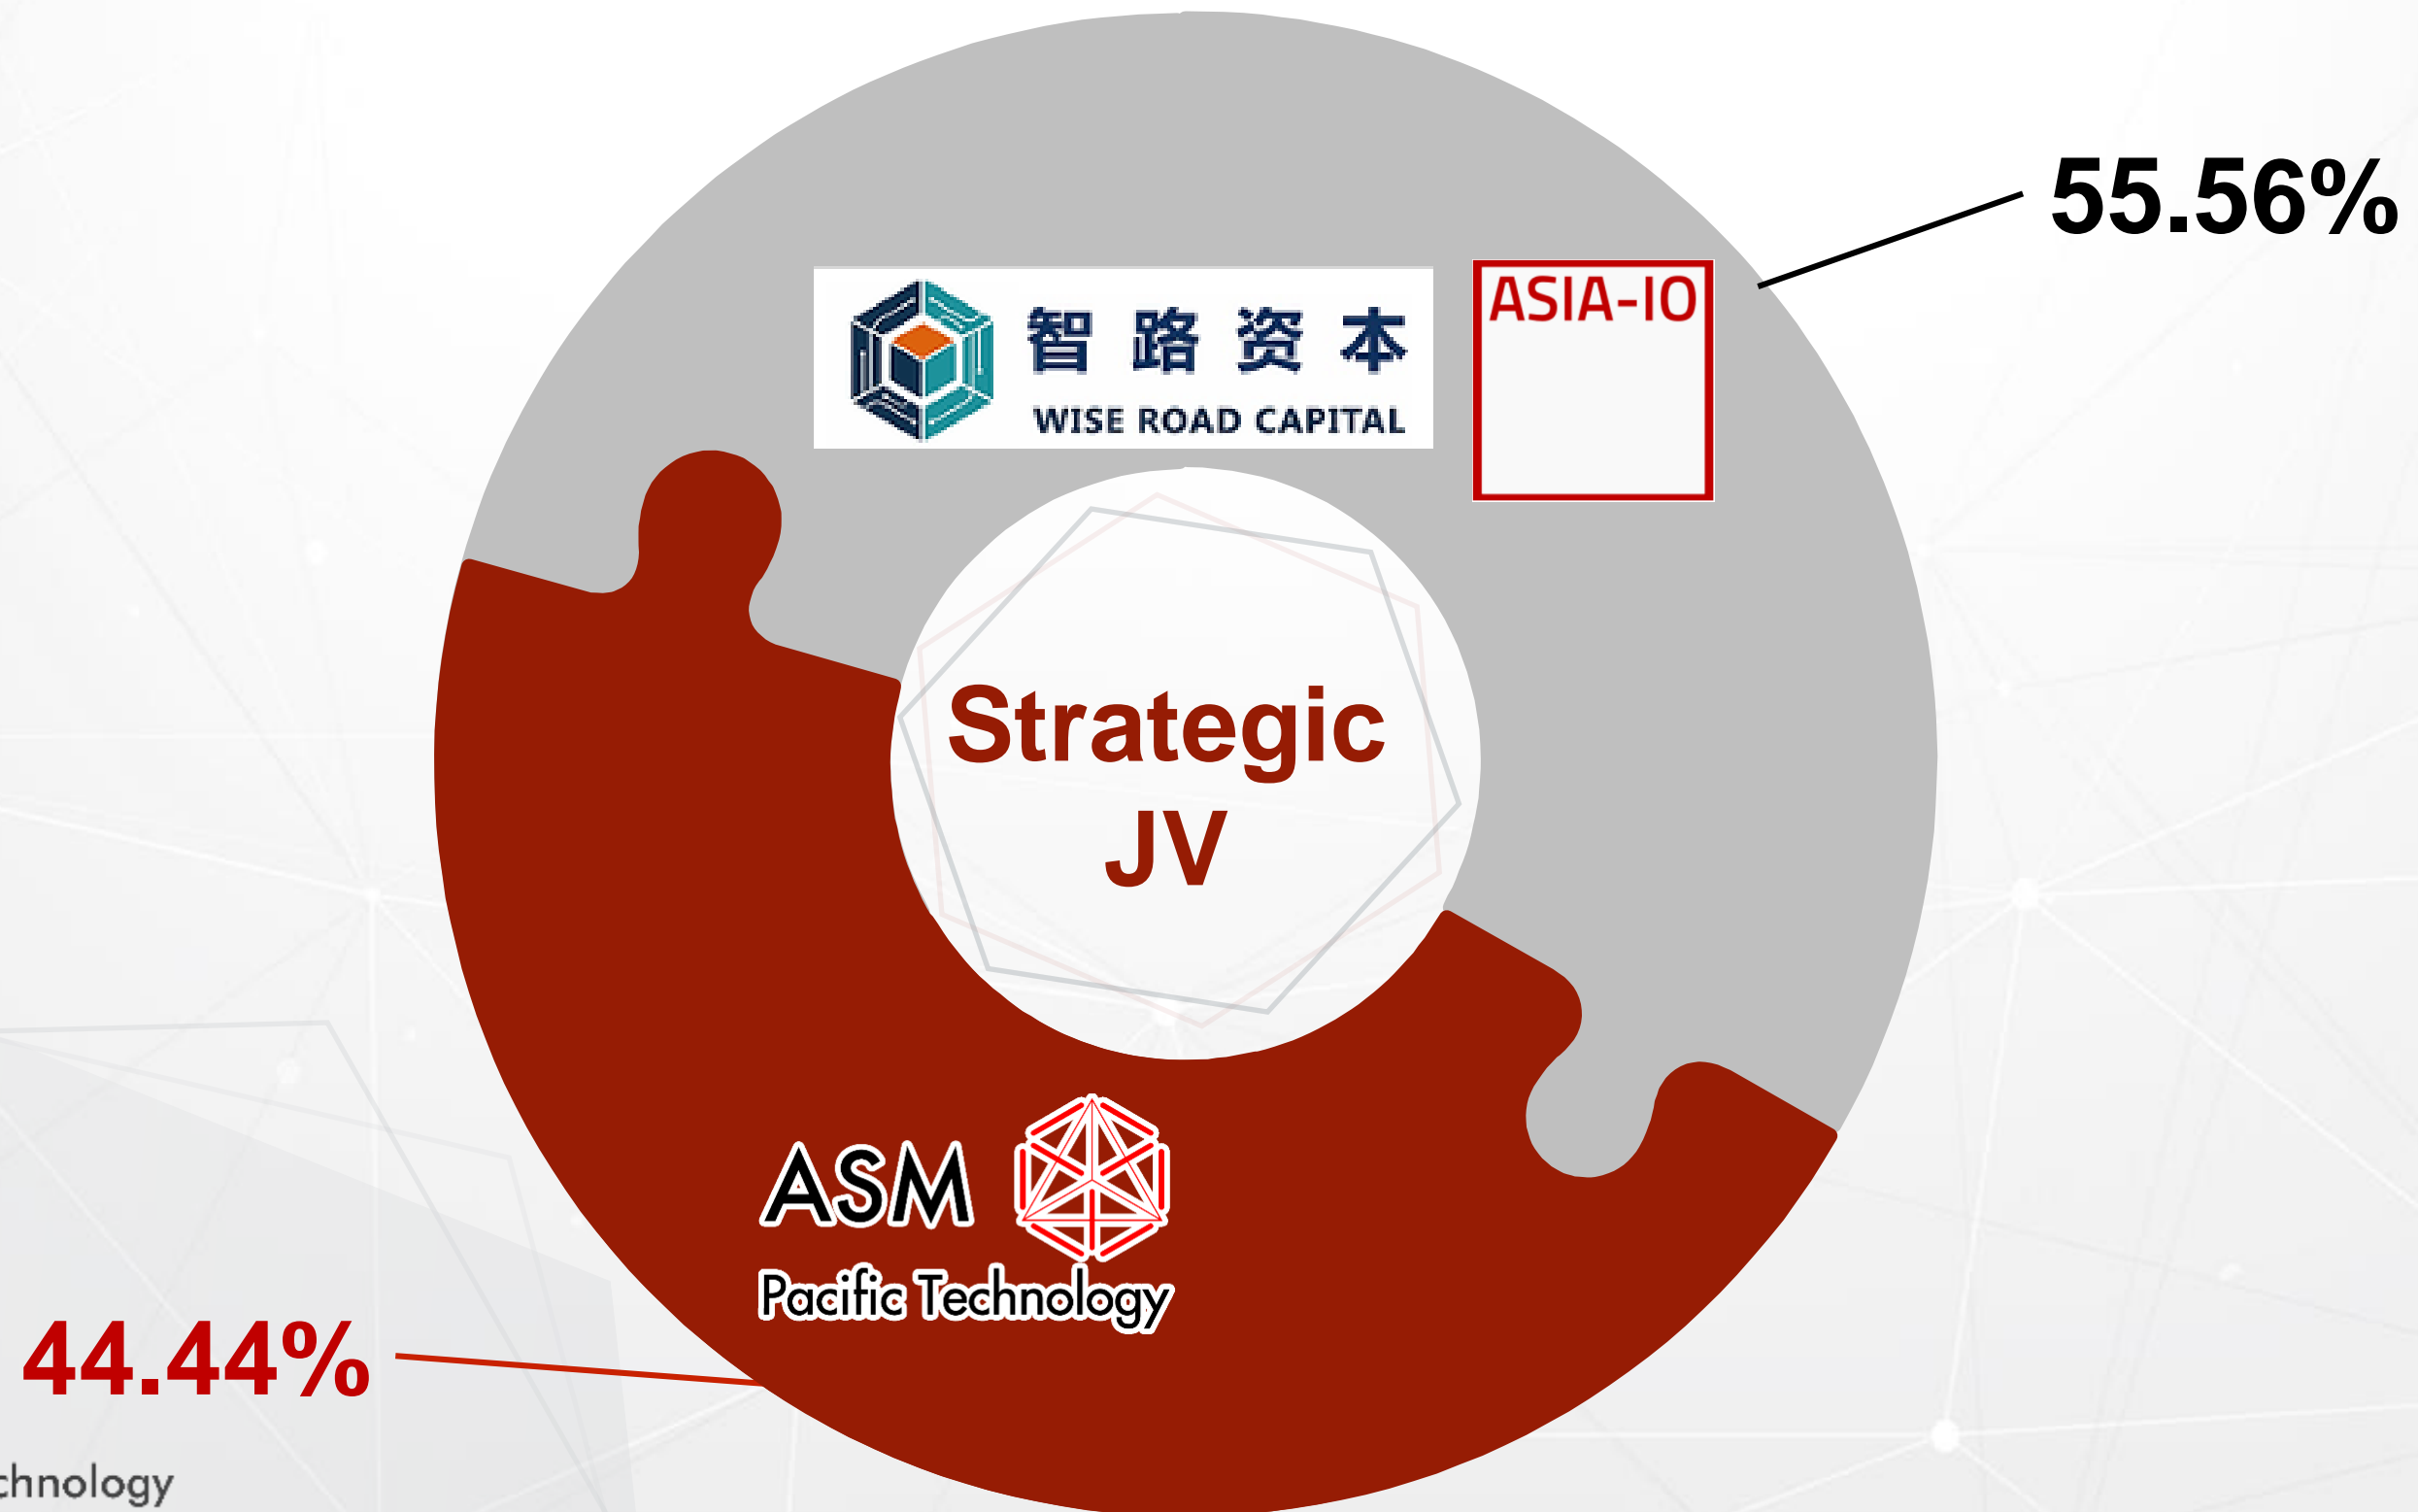 55.56%
智路资本
WISE ROAD CAPITAL
ASIA-IO
Strategic
JV
ASM
Pacific Technology
44.44%
chnology